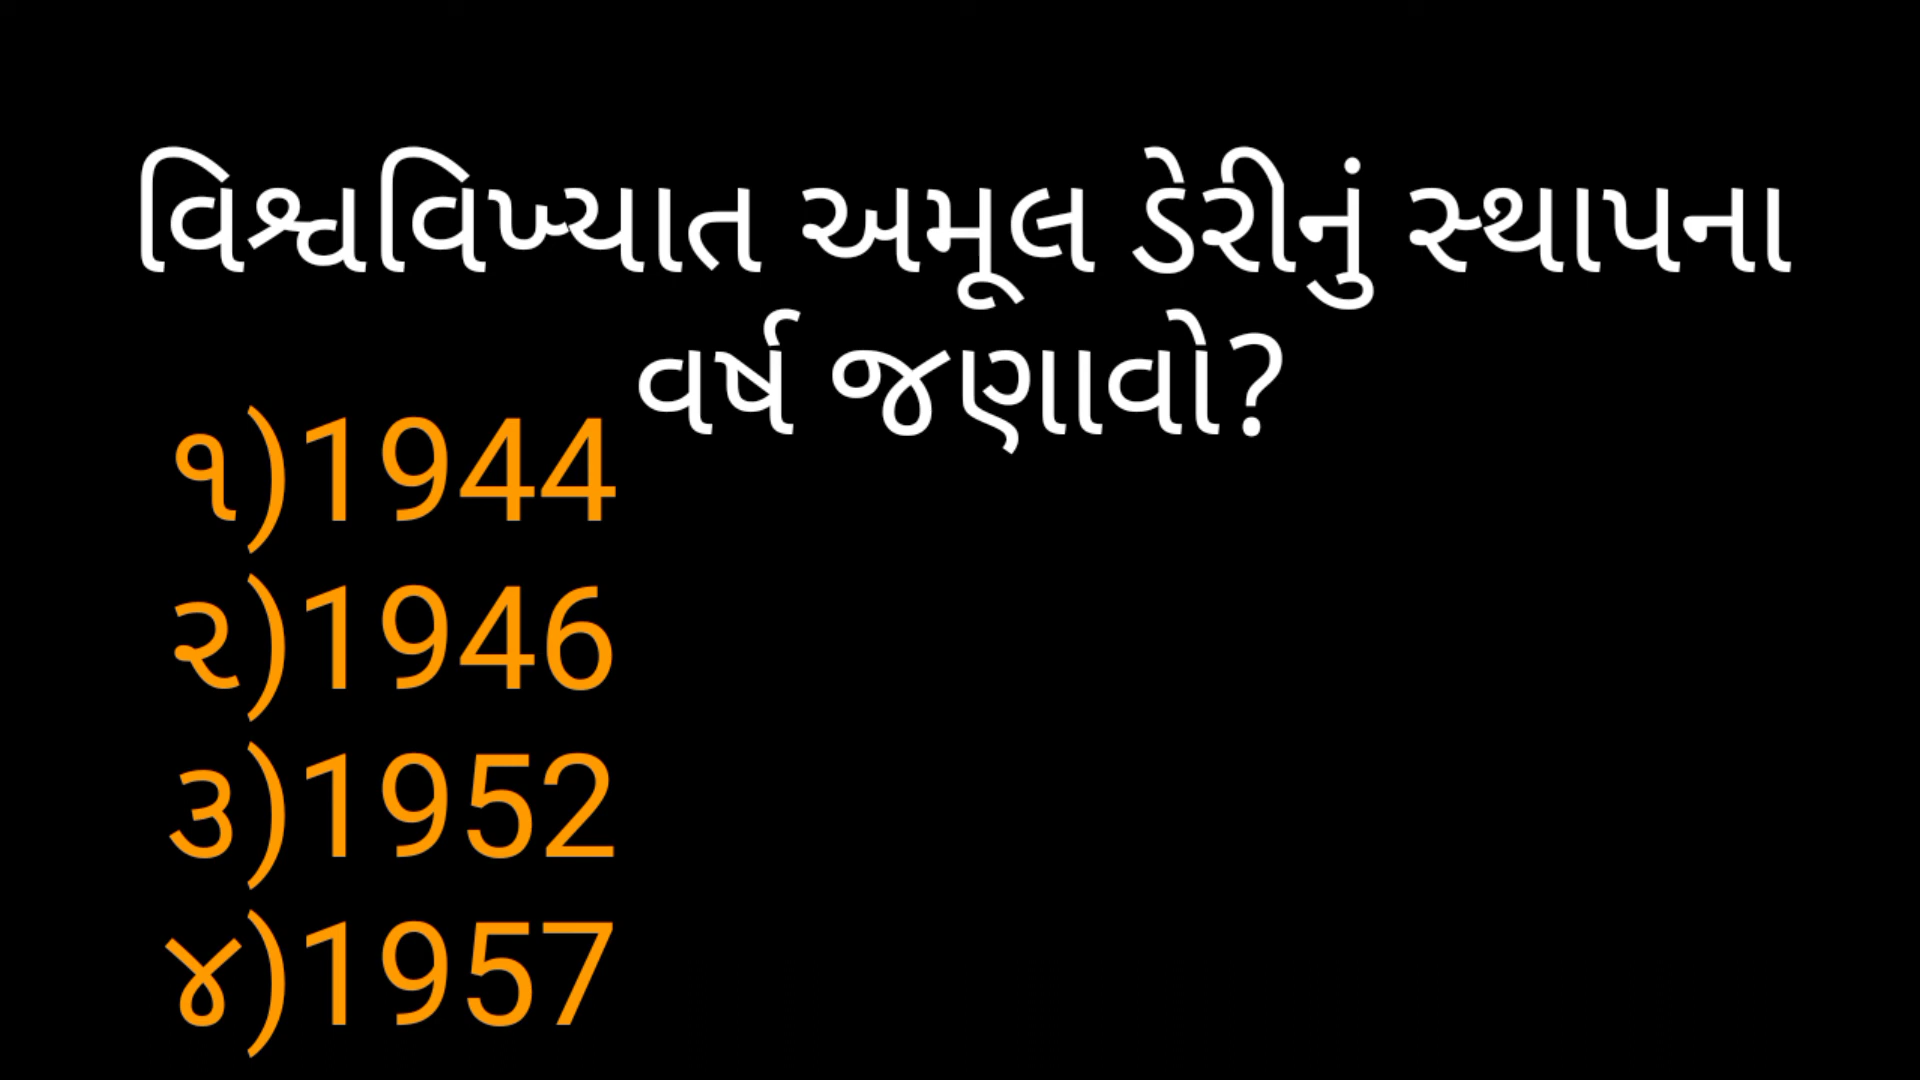 વિશ્વવિખ્યાત અમૂલ ડેરીનું સ્થાપના
વર્ષ જણાવો?
૧)1944
૨)1946
૩)1952
૪)1957